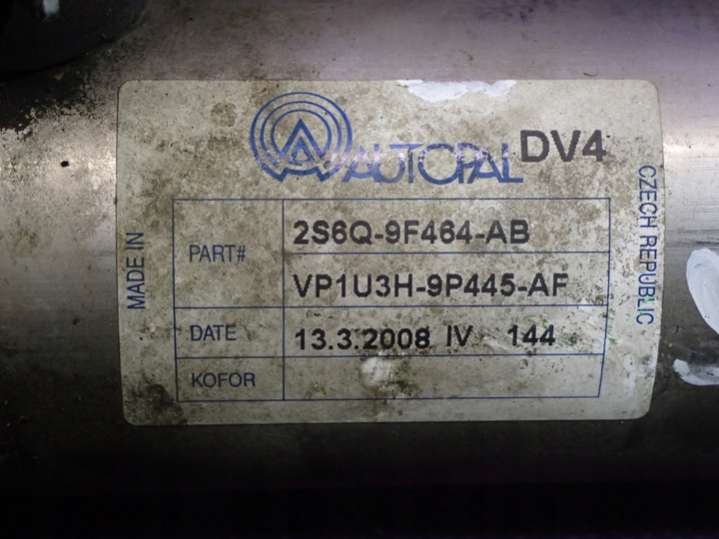 AUTOPAL DV4
MADE IN
PART# 2S6Q-9F464-AB
VP1U3H-9P445-AF
DATE 13.3.2008 IV 144
KOFOR
CZECH REPUBLIC